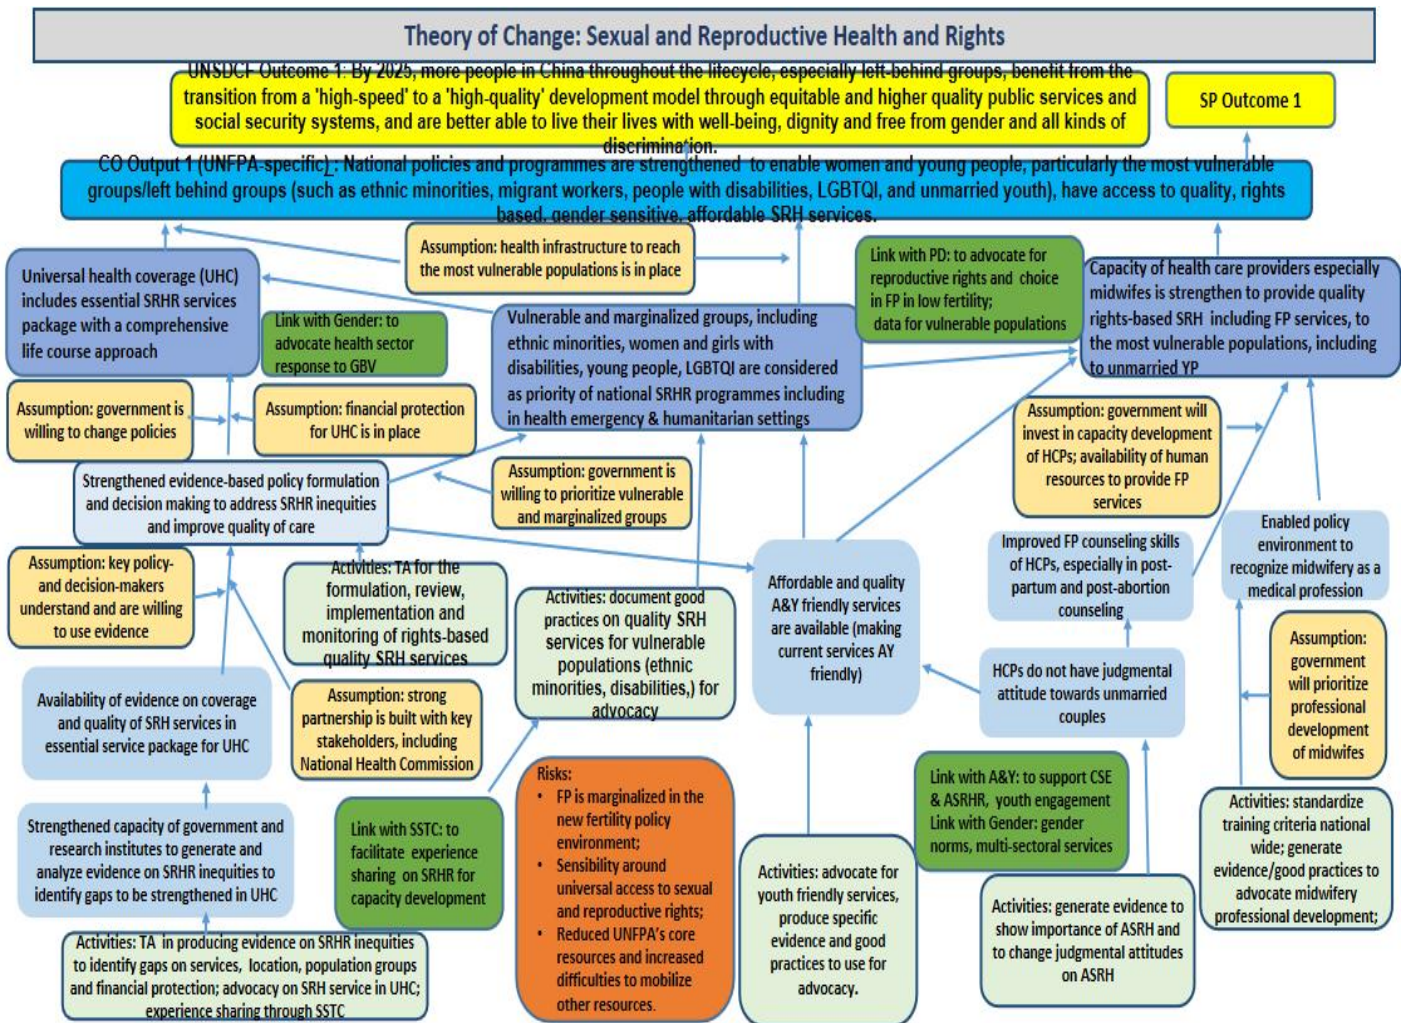 Theory of Change: Sexual and Reproductive Health and Rights
UNSDCF Outcome 1: By 2025, more people in China throughout the lifecycle, especially left-behind groups, benefit from the
transition from a 'high-speed' to a 'high-quality' development model through equitable and higher quality public services and
social security systems, and are better able to live their lives with well-being, dignity and free from gender and all kinds of
discrimination.
SP Outcome 1
CO Output 1 (UNFPA-specific) : National policies and programmes are strengthened to enable women and young people, particularly the most vulnerable
groups/left behind groups (such as ethnic minorities, migrant workers, people with disabilities, LGBTQI, and unmarried youth), have access to quality, rights
based, gender sensitive, affordable SRH services.
Assumption: health infrastructure to reach
the most vulnerable populations is in place
Universal health coverage (UHC)
includes essential SRHR services
package with a comprehensive
life course approach
Link with Gender: to
advocate health sector
response to GBV
Vulnerable and marginalized groups, including
ethnic minorities, women and girls with
disabilities, young people, LGBTQI are considered
as priority of national SRHR programmes including
in health emergency & humanitarian settings
Link with PD: to advocate for
reproductive rights and choice
in FP in low fertility;
data for vulnerable populations
Capacity of health care providers especially
midwifes is strengthen to provide quality
rights-based SRH including FP services, to
the most vulnerable populations, including
to unmarried YP
Assumption: government is
willing to change policies
Assumption: financial protection
for UHC is in place
Assumption: government will
invest in capacity development
of HCPs; availability of human
resources to provide FP
services
Strengthened evidence-based policy formulation
and decision making to address SRHR inequities
and improve quality of care
Assumption: government is
willing to prioritize vulnerable
and marginalized groups
Enabled policy
environment to
recognize midwifery as a
medical profession
Improved FP counseling skills
of HCPs, especially in post-
partum and post-abortion
counseling
Assumption: key policy-
and decision-makers
understand and are willing
to use evidence
Activities: TA for the
formulation, review,
implementation and
monitoring of rights-based
quality SRH services
Activities: document good
practices on quality SRH
services for vulnerable
populations (ethnic
minorities, disabilities,) for
advocacy
Affordable and quality
A&Y friendly services
are available (making
current services AY
friendly)
HCPs do not have judgmental
attitude towards unmarried
couples
Assumption:
government
will prioritize
professional
development
of midwifes
Availability of evidence on coverage
and quality of SRH services in
essential service package for UHC
Assumption: strong
partnership is built with key
stakeholders, including
National Health Commission
Strengthened capacity of government and
research institutes to generate and
analyze evidence on SRHR inequities to
identify gaps to be strengthened in UHC
Link with SSTC: to
facilitate experience
sharing on SRHR for
capacity development
Risks:
• FP is marginalized in the
new fertility policy
environment;
• Sensibility around
universal access to sexual
and reproductive rights;
• Reduced UNFPA's core
resources and increased
difficulties to mobilize
other resources.
Link with A&Y: to support CSE
& ASRHR, youth engagement
Link with Gender: gender
norms, multi-sectoral services
Activities: standardize
training criteria national
wide; generate
evidence/good practices to
advocate midwifery
professional development;
Activities: advocate for
youth friendly services,
produce specific
evidence and good
practices to use for
advocacy.
Activities: generate evidence to
show importance of ASRH and
to change judgmental attitudes
on ASRH
Activities: TA in producing evidence on SRHR inequities
to identify gaps on services, location, population groups
and financial protection; advocacy on SRH service in UHC;
experience sharing through SSTC